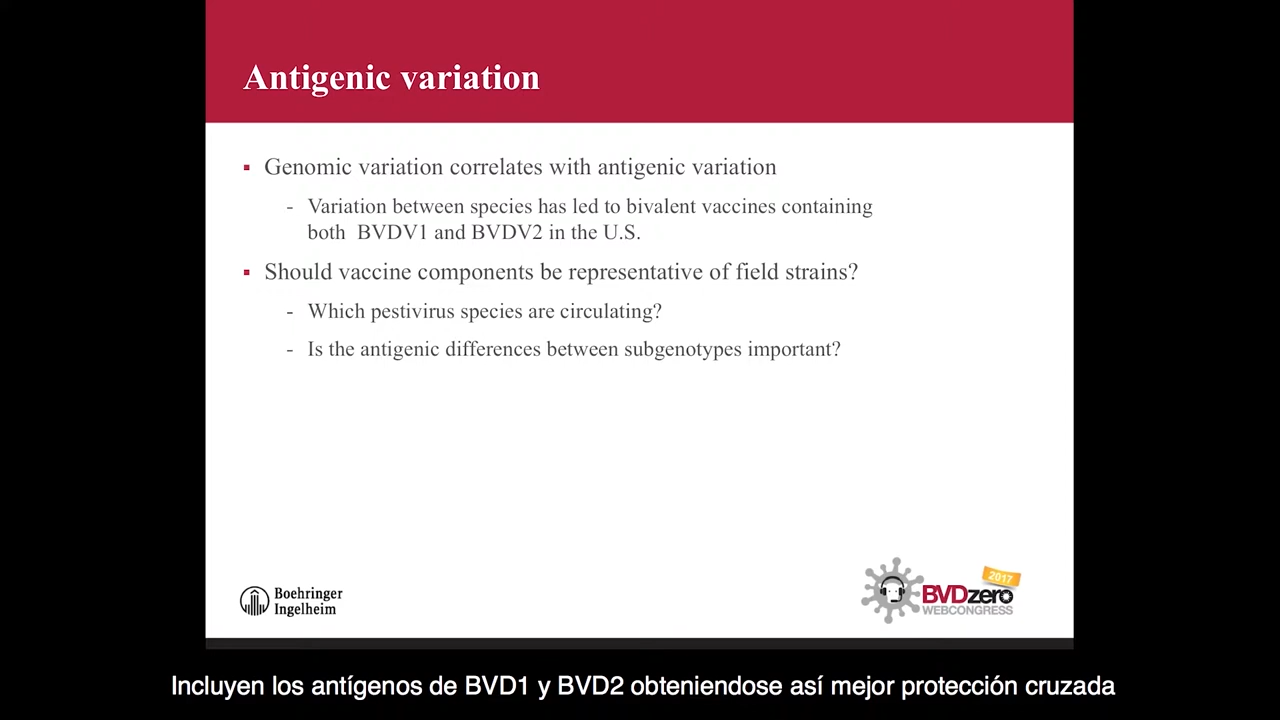 Antigenic variation
▪ Genomic variation correlates with antigenic variation
- Variation between species has led to bivalent vaccines containing
both BVDV1 and BVDV2 in the U.S.
▪ Should vaccine components be representative of field strains?
- Which pestivirus species are circulating?
- Is the antigenic differences between subgenotypes important?
Boehringer
Ingelheim
2017
BVDzero
WEBCONGRESS
Incluyen los antígenos de BVD1 y BVD2 obteniendose así mejor protección cruzada